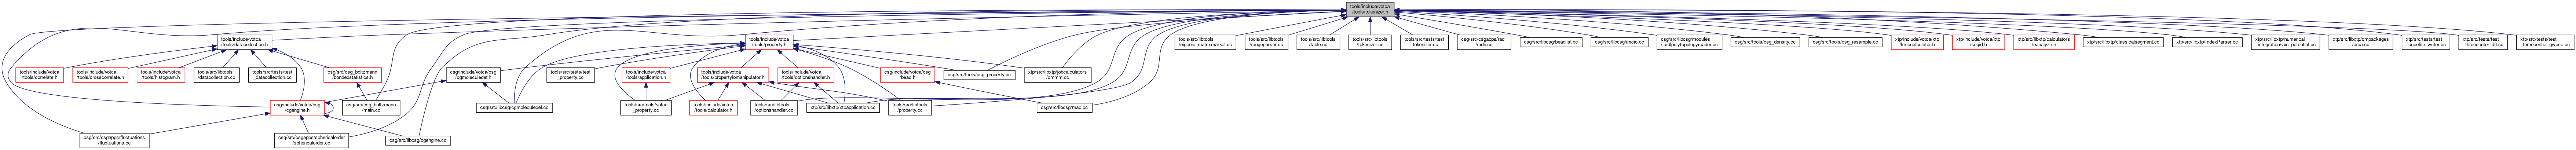 tools/include/votca
/tools/tokenizer.h
tools/include/votca
/tools/datacollection.h
tools/include/votca
/tools/property.h
tools/src/libtools
/eigenio_matrixmarket.cc
tools/src/libtools
/rangeparser.cc
tools/src/libtools
/table.cc
tools/src/libtools
/tokenizer.cc
tools/src/tests/test
_tokenizer.cc
csg/src/csgapps/radii
/radii.cc
csg/src/libcsg/beadlist.cc
csg/src/libcsg/imcio.cc
csg/src/libcsg/modules
/io/dlpolytopologyreader.cc
csg/src/tools/csg_density.cc
csg/src/tools/csg_resample.cc
xtp/include/votca/xtp
/kmccalculator.h
xtp/include/votca/xtp
/segid.h
xtp/src/libxtp/calculators
/eanalyze.h
xtp/src/libxtp/classicalsegment.cc
xtp/src/libxtp/IndexParser.cc
xtp/src/libxtp/numerical
_integration/vxc_potential.cc
xtp/src/libxtp/qmpackages
/orca.cc
xtp/src/tests/test
_cubefile_writer.cc
xtp/src/tests/test
_threecenter_dft.cc
xtp/src/tests/test
_threecenter_gwbse.cc
tools/include/votca
/tools/correlate.h
tools/include/votca
/tools/crosscorrelate.h
tools/include/votca
/tools/histogram.h
tools/src/libtools
/datacollection.cc
tools/src/tests/test
_datacollection.cc
csg/src/csg_boltzmann
/bondedstatistics.h
csg/include/votca/csg
/cgmoleculedef.h
tools/src/tests/test
_property.cc
tools/include/votca
/tools/application.h
tools/include/votca
/tools/propertyiomanipulator.h
tools/include/votca
/tools/optionshandler.h
csg/include/votca/csg
/bead.h
csg/src/tools/csg_property.cc
xtp/src/libxtp/jobcalculators
/qmmm.cc
csg/include/votca/csg
/cgengine.h
csg/src/csg_boltzmann
/main.cc
csg/src/libcsg/cgmoleculedef.cc
tools/src/tools/votca
_property.cc
tools/include/votca
/tools/calculator.h
tools/src/libtools
/optionshandler.cc
xtp/src/libxtp/xtpapplication.cc
tools/src/libtools
/property.cc
csg/src/libcsg/map.cc
csg/src/csgapps/fluctuations
/fluctuations.cc
csg/src/csgapps/sphericalorder
/sphericalorder.cc
csg/src/libcsg/cgengine.cc